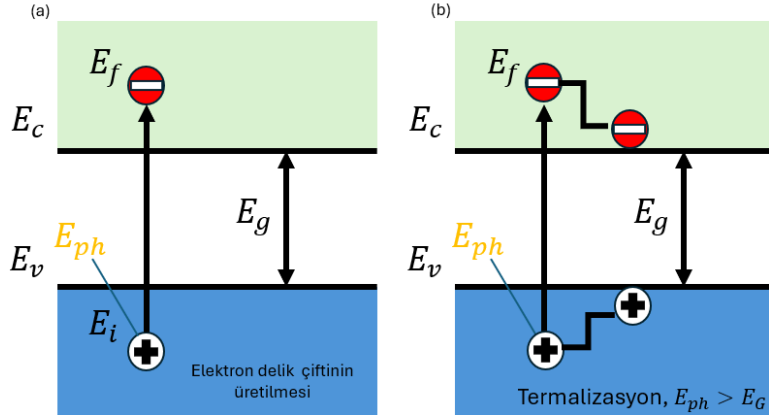 (a)
E_f
E_c
E_g
E_ph
E_v
E_i
Elektron delik çiftinin
üretilmesi
(b)
E_f
E_c
E_g
E_ph
E_v
Termalizasyon, E_ph > E_G